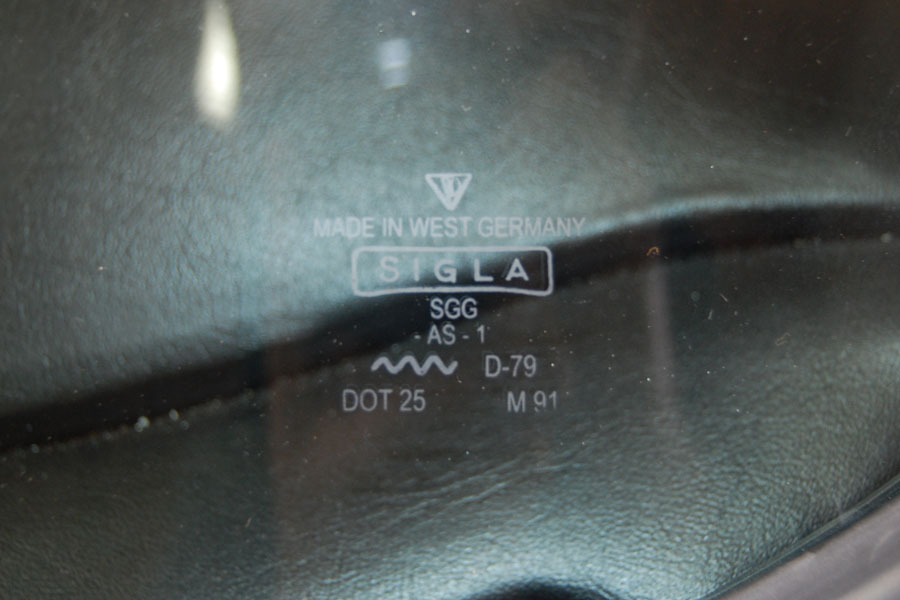 MADE IN WEST GERMANY
SIGLA
SGG
- AS - 1
D-79
DOT 25 M 91